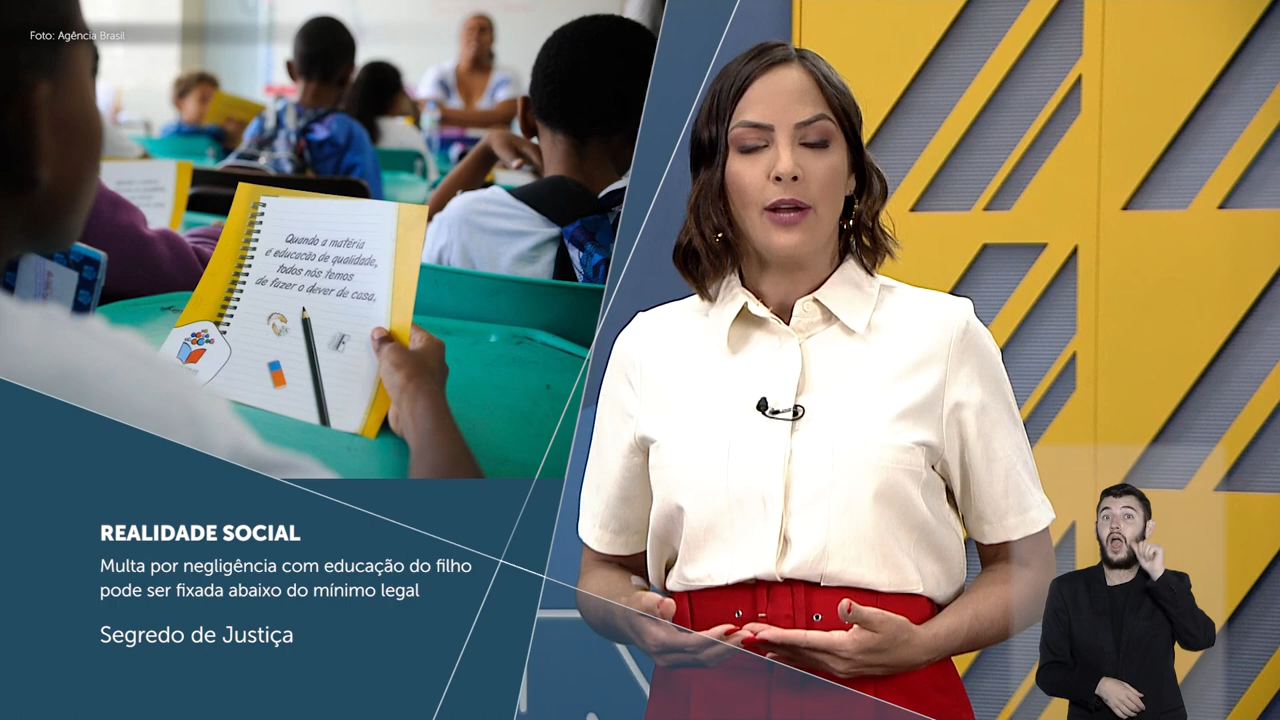 Foto: Agência Brasil
Quando a matéria
é educação de qualidade,
todos nós temos
de fazer o dever de casa.
REALIDADE SOCIAL
Multa por negligência com educação do filho
pode ser fixada abaixo do mínimo legal
Segredo de Justiça